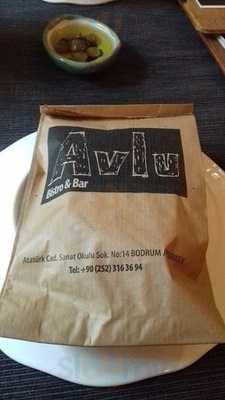 Avlu
Bistro & Bar
Atatürk Cad. Sanat Okulu Sok. No:14 BODRUM
Tel: +90 (252) 316 36 94